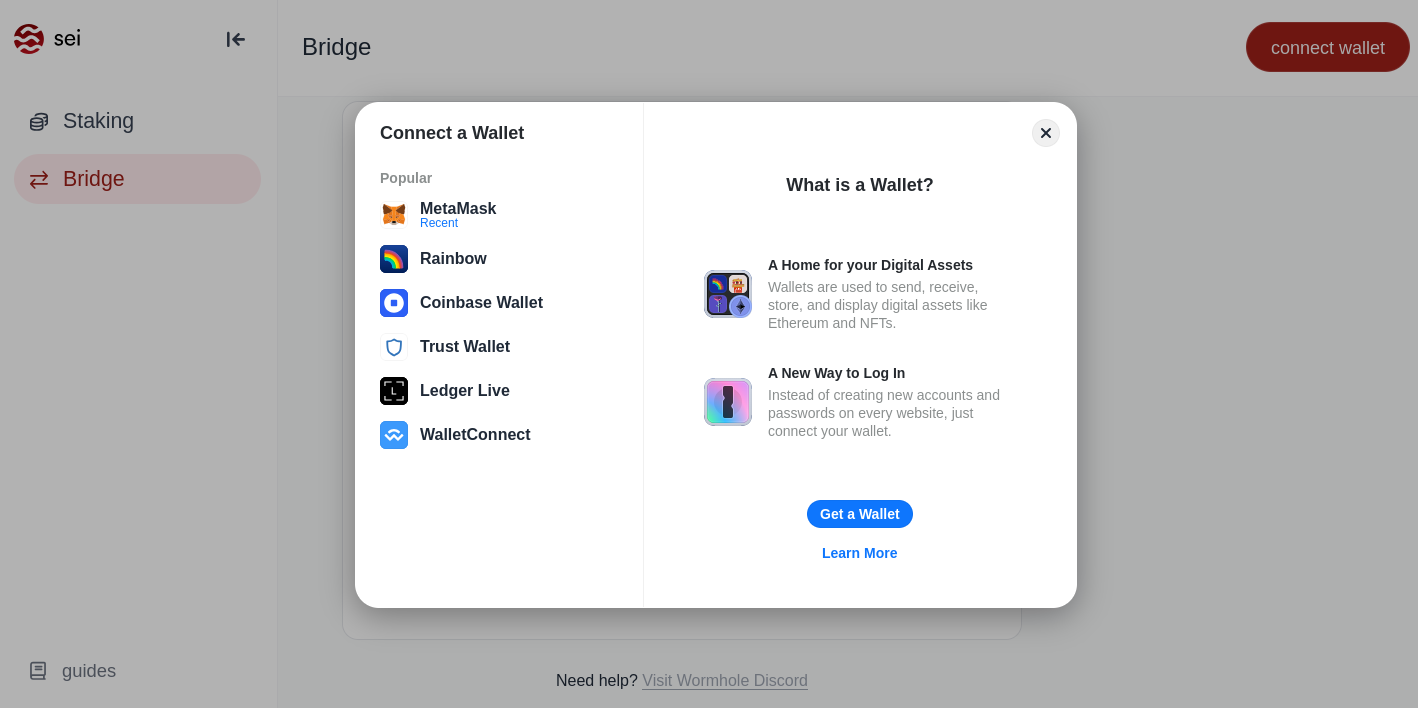 sei
Bridge
connect wallet
Staking
Bridge
guides
Connect a Wallet
Popular
MetaMask
Recent
Rainbow
Coinbase Wallet
Trust Wallet
Ledger Live
WalletConnect
What is a Wallet?
A Home for your Digital Assets
Wallets are used to send, receive,
store, and display digital assets like
Ethereum and NFTs.
A New Way to Log In
Instead of creating new accounts and
passwords on every website, just
connect your wallet.
Get a Wallet
Learn More
Need help? Visit Wormhole Discord